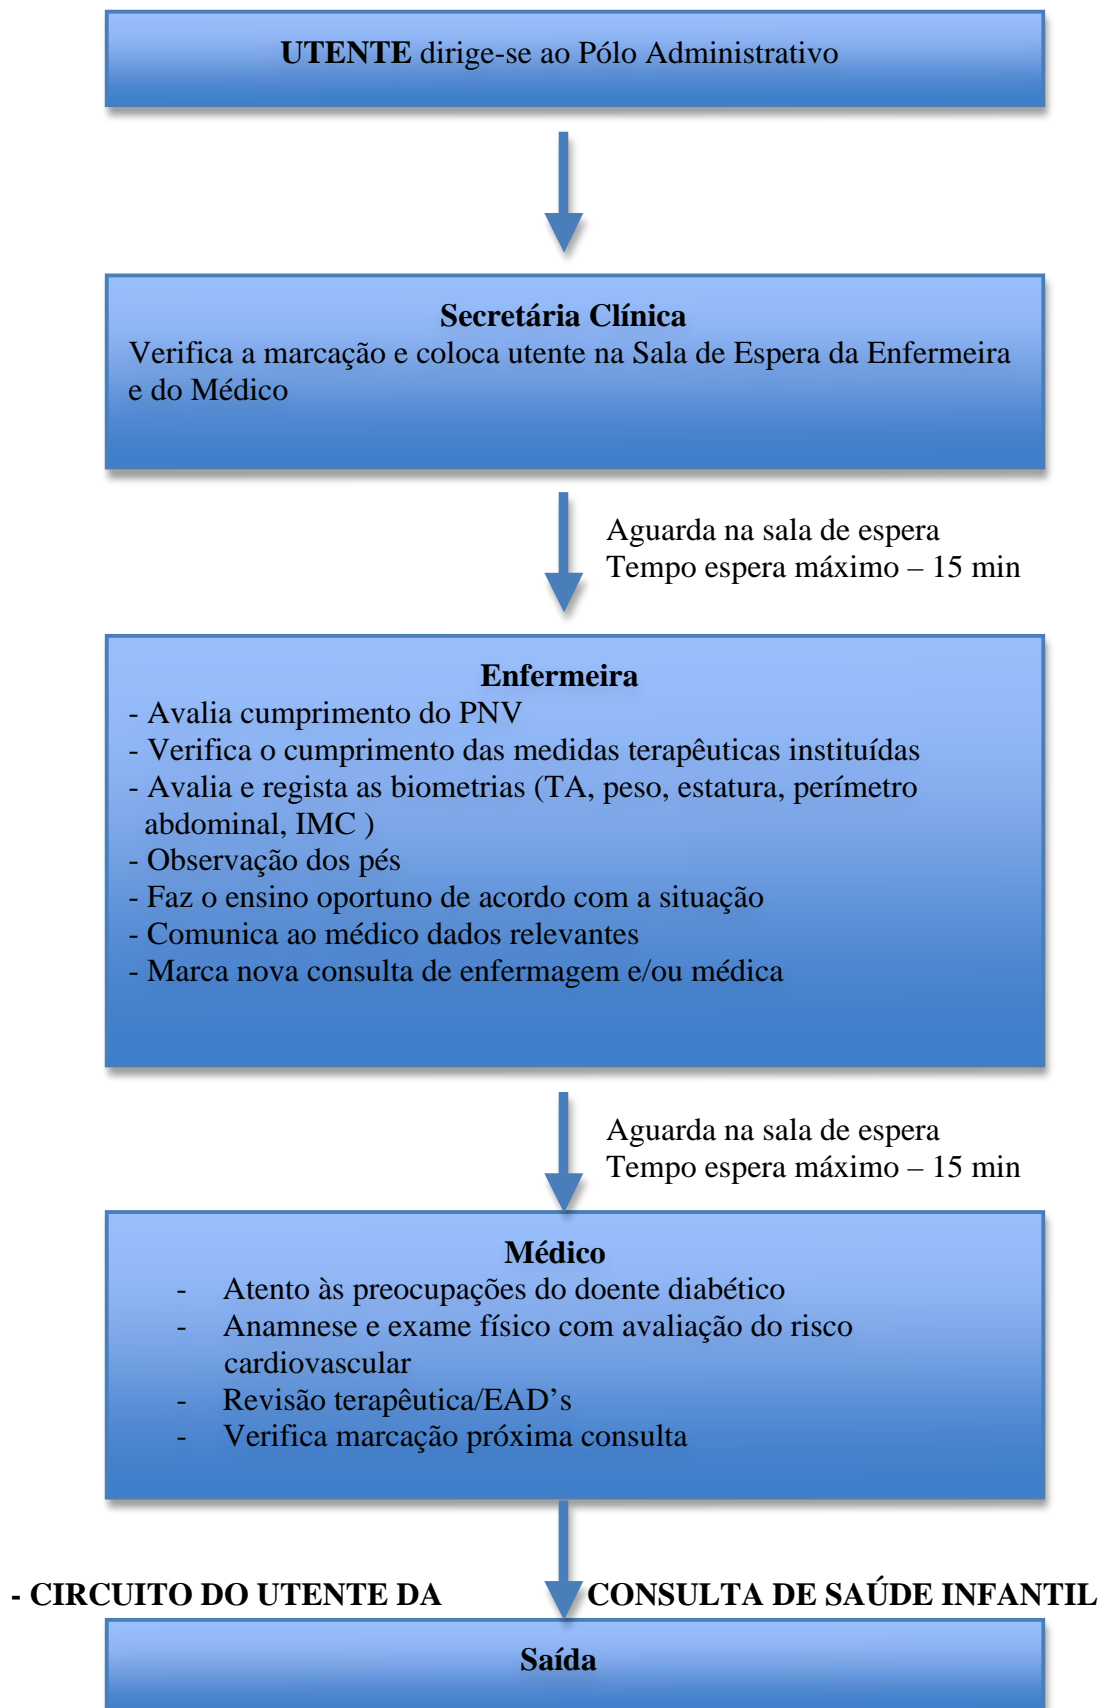 UTENTE dirige-se ao Pólo Administrativo
Secretária Clínica
Verifica a marcação e coloca utente na Sala de Espera da Enfermeira
e do Médico
Aguarda na sala de espera
Tempo espera máximo – 15 min
Enfermeira
- Avalia cumprimento do PNV
- Verifica o cumprimento das medidas terapêuticas instituídas
- Avalia e regista as biometrias (TA, peso, estatura, perímetro
abdominal, IMC )
- Observação dos pés
- Faz o ensino oportuno de acordo com a situação
- Comunica ao médico dados relevantes
- Marca nova consulta de enfermagem e/ou médica
Aguarda na sala de espera
Tempo espera máximo – 15 min
Médico
- Atento às preocupações do doente diabético
- Anamnese e exame físico com avaliação do risco
cardiovascular
- Revisão terapêutica/EAD’s
- Verifica marcação próxima consulta
- CIRCUITO DO UTENTE DA CONSULTA DE SAÚDE INFANTIL
Saída